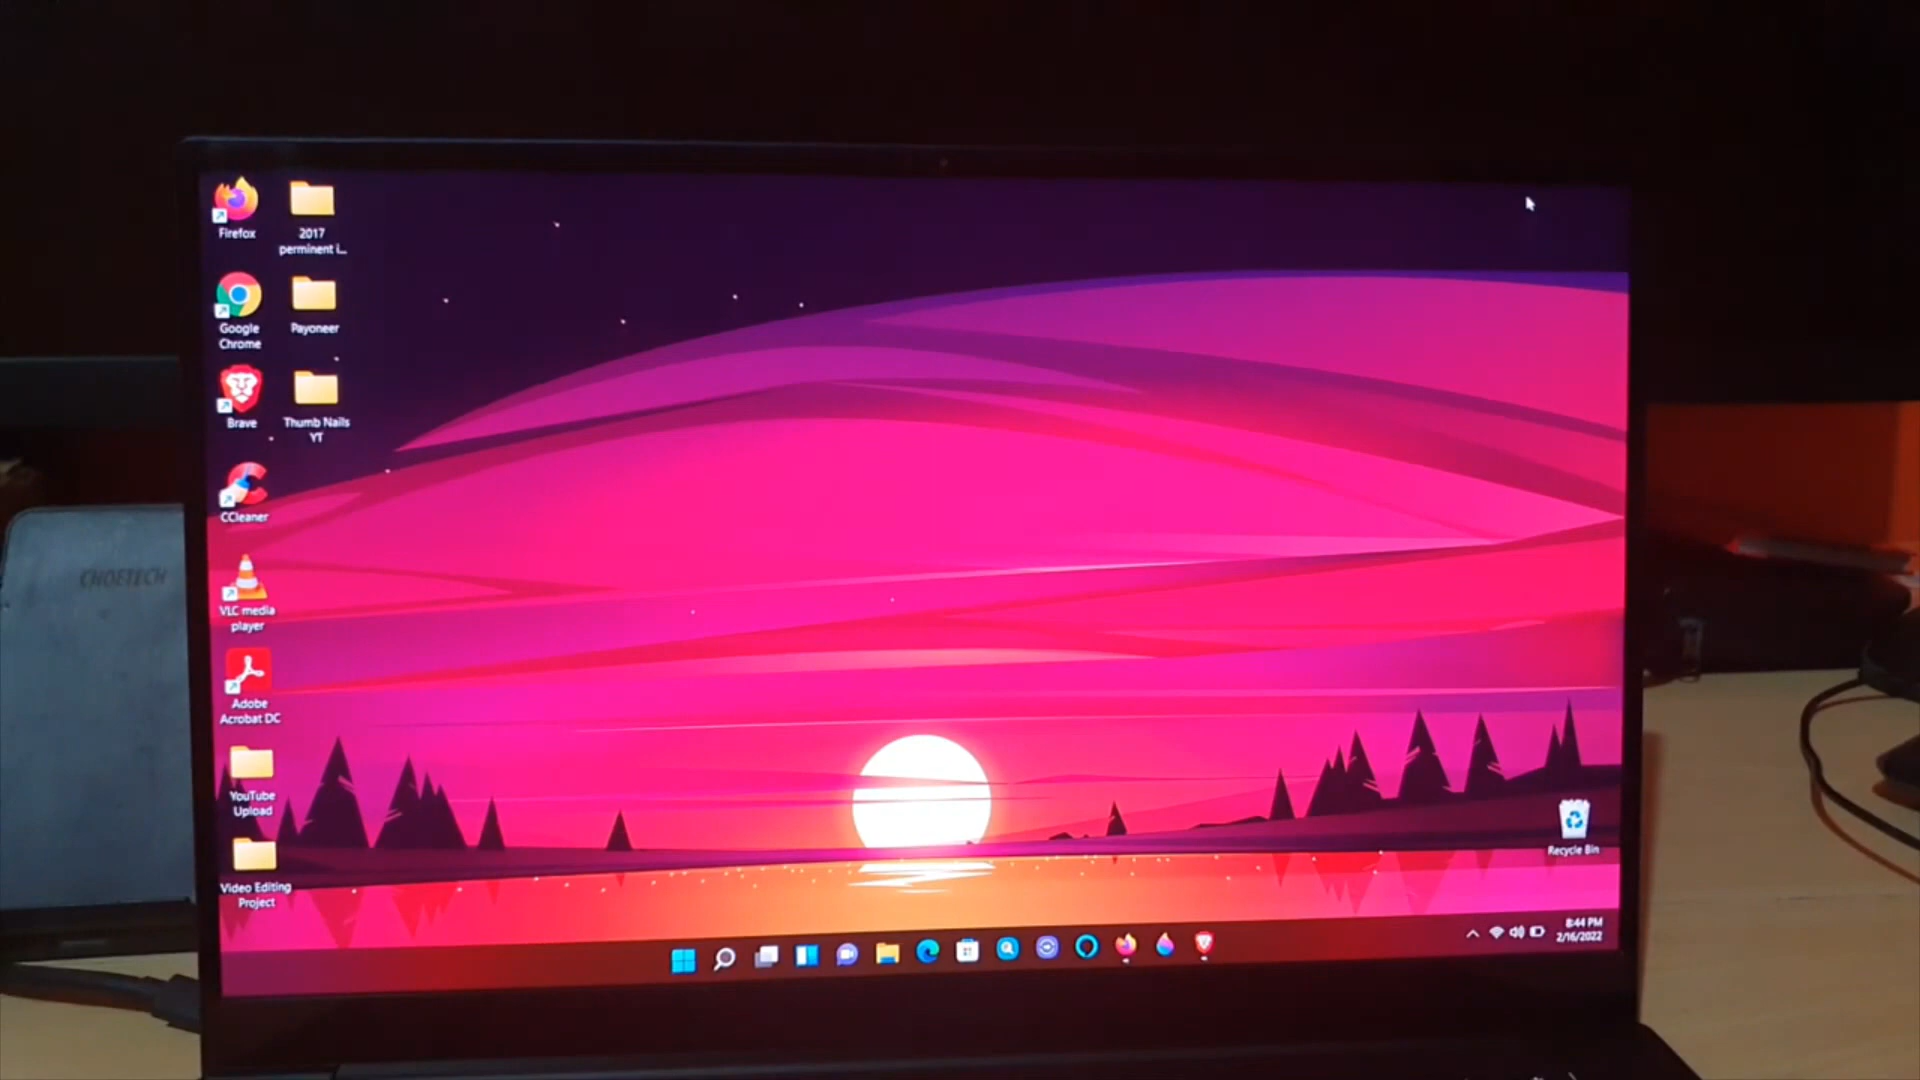 Firefox
2017
perminent i...
Google
Chrome
Payoneer
Brave
Thumb Nails
YT
CCleaner
VLC media
player
Adobe
Acrobat DC
YouTube
Upload
Video Editing
Project
Recycle Bin
8:44 PM
2/16/2022
CHOETECH